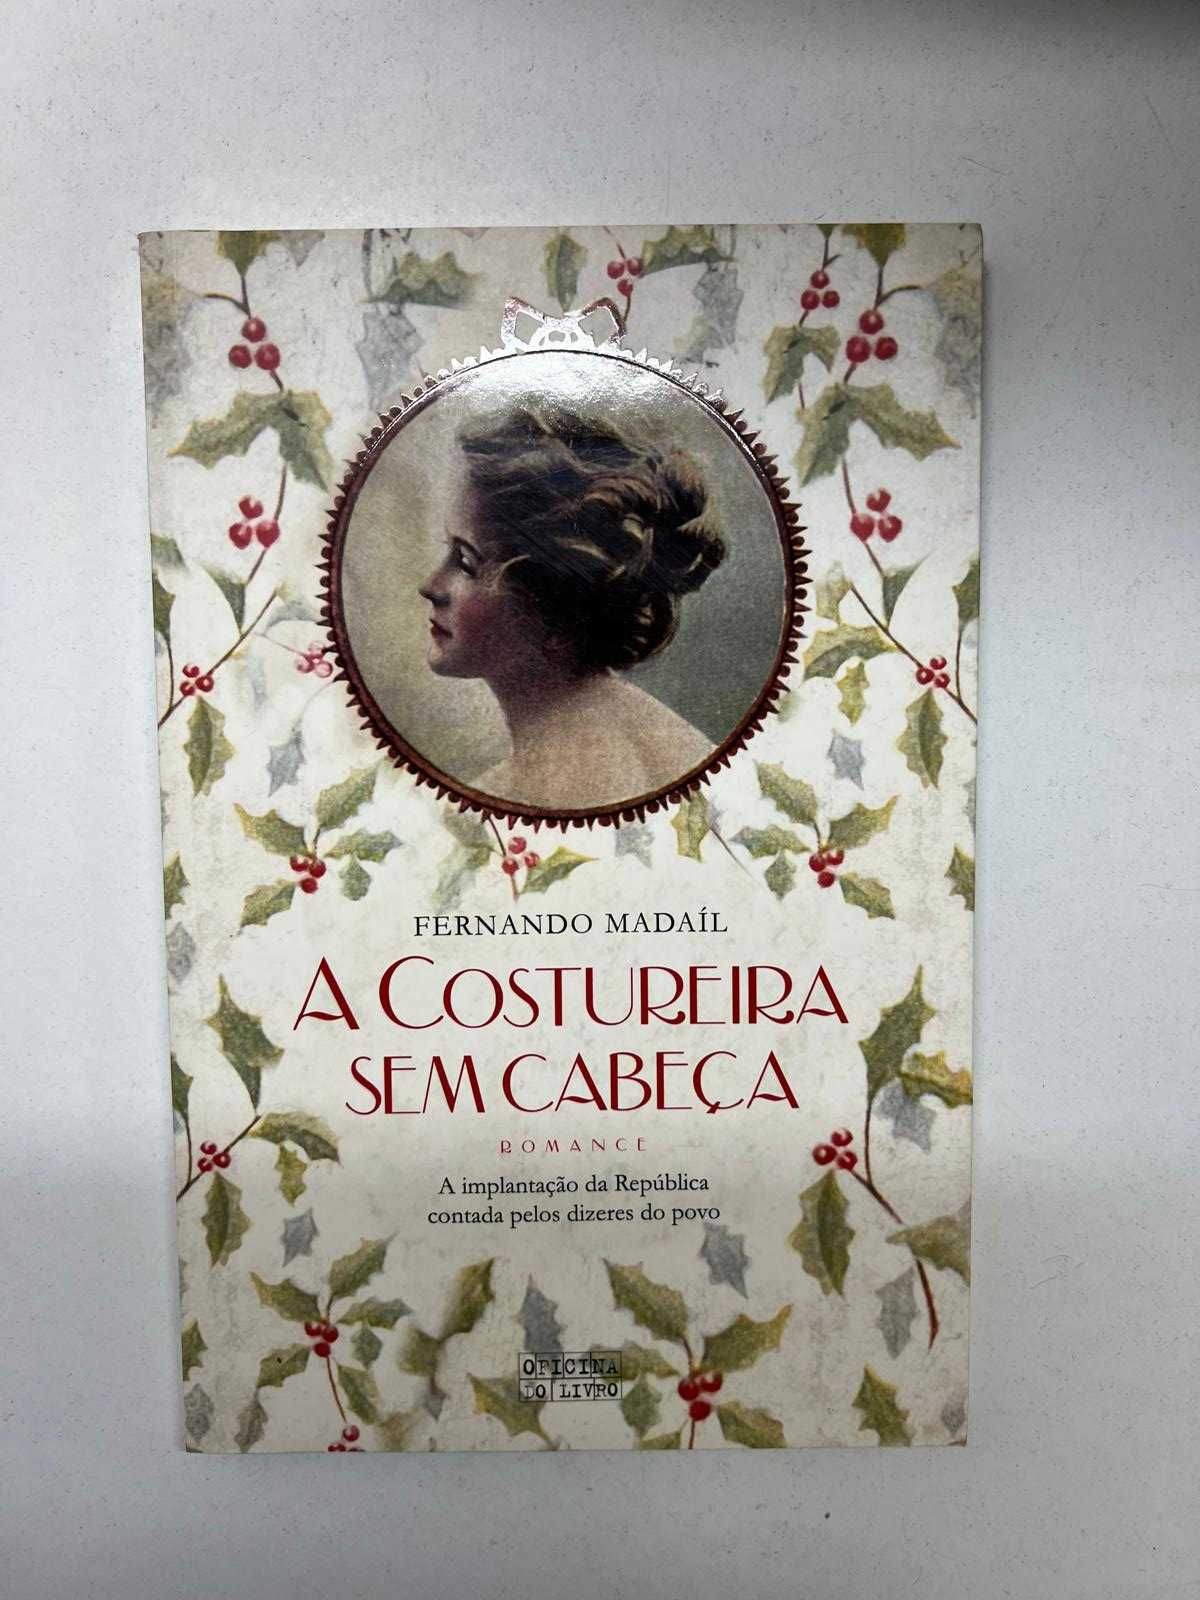 FERNANDO MADAÍL
A COSTUREIRA
SEM CABEÇA
ROMANCE
A implantação da República
contada pelos dizeres do povo
OFICINA
DO LIVRO